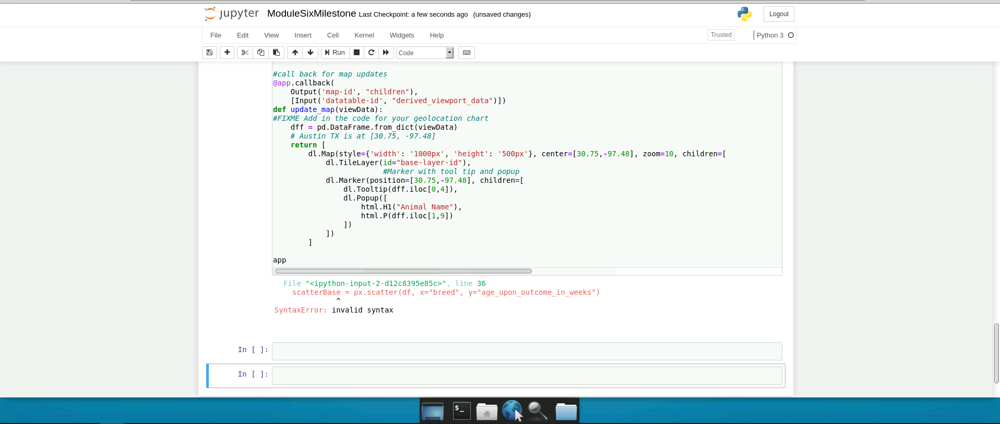 jupyter ModuleSixMilestone Last Checkpoint: a few seconds ago (unsaved changes) Logout
File Edit View Insert Cell Kernel Widgets Help Trusted Python 3
Run Code
#call back for map updates
@app.callback(
    Output('map-id', "children"),
    [Input('datatable-id', "derived_viewport_data")])
def update_map(viewData):
#FIXME Add in the code for your geolocation chart
    dff = pd.DataFrame.from_dict(viewData)
    # Austin TX is at [30.75, -97.48]
    return [
        dl.Map(style={'width': '1000px', 'height': '500px'}, center=[30.75,-97.48], zoom=10, children=[
            dl.TileLayer(id="base-layer-id"),
                         #Marker with tool tip and popup
            dl.Marker(position=[30.75,-97.48], children=[
                dl.Tooltip(dff.iloc[0,4]),
                dl.Popup([
                    html.H1("Animal Name"),
                    html.P(dff.iloc[1,9])
                ])
            ])
        ]
app
  File "<ipython-input-2-d12c8395e85c>", line 36
    scatterBase = px.scatter(df, x="breed", y="age_upon_outcome_in_weeks")
              ^
SyntaxError: invalid syntax
In [ ]:
In [ ]:
$_